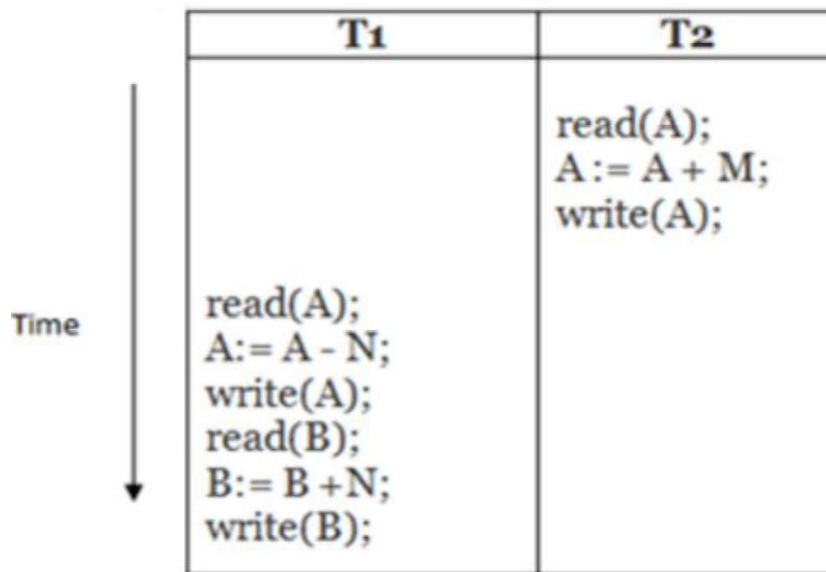 T1 T2
read(A);
A := A + M;
write(A);
Time
read(A);
A:= A - N;
write(A);
read(B);
B:= B +N;
write(B);